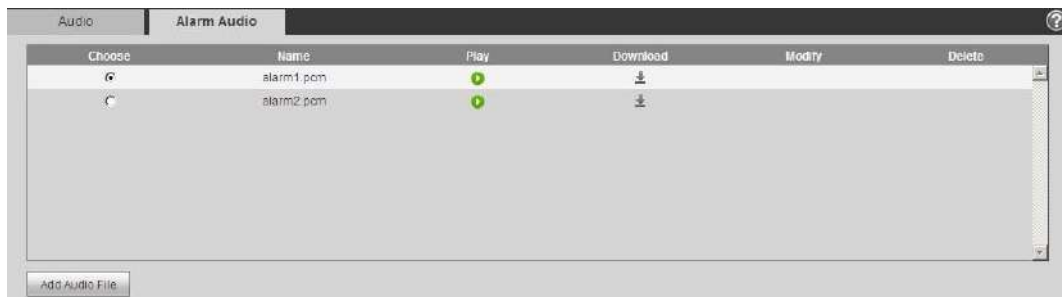 Audio Alarm Audio
Choose Name Play Download Modify Delete
alarm1.pcm
alarm2.pcm
Add Audio File